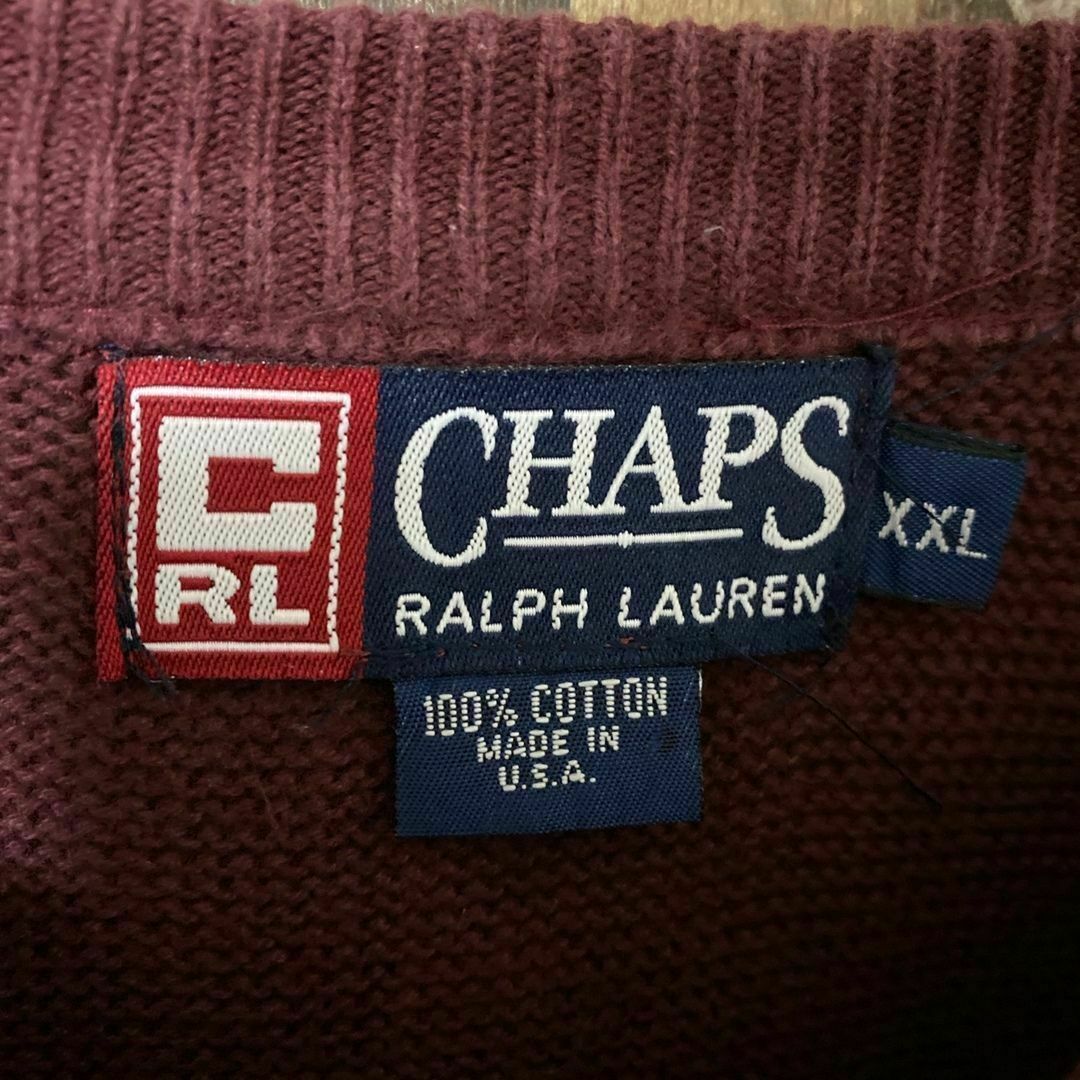 C
RL
CHAPS
RALPH LAUREN
XXL
100% COTTON
MADE IN
U.S.A.